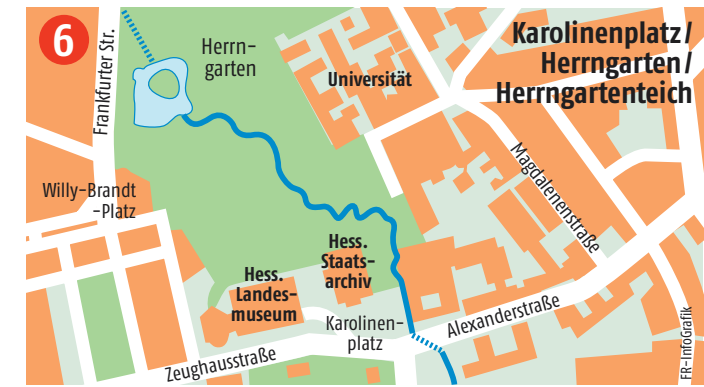 6
Karolinenplatz/
Herrngarten/
Herrngartenteich
Frankfurter Str.
Herrn-
garten
Universität
Magdalenenstraße
Willy-Brandt
-Platz
Hess.
Staats-
archiv
Hess.
Landes-
museum
Karolinen-
platz
Alexanderstraße
Zeughausstraße
FR-InfoGrafik